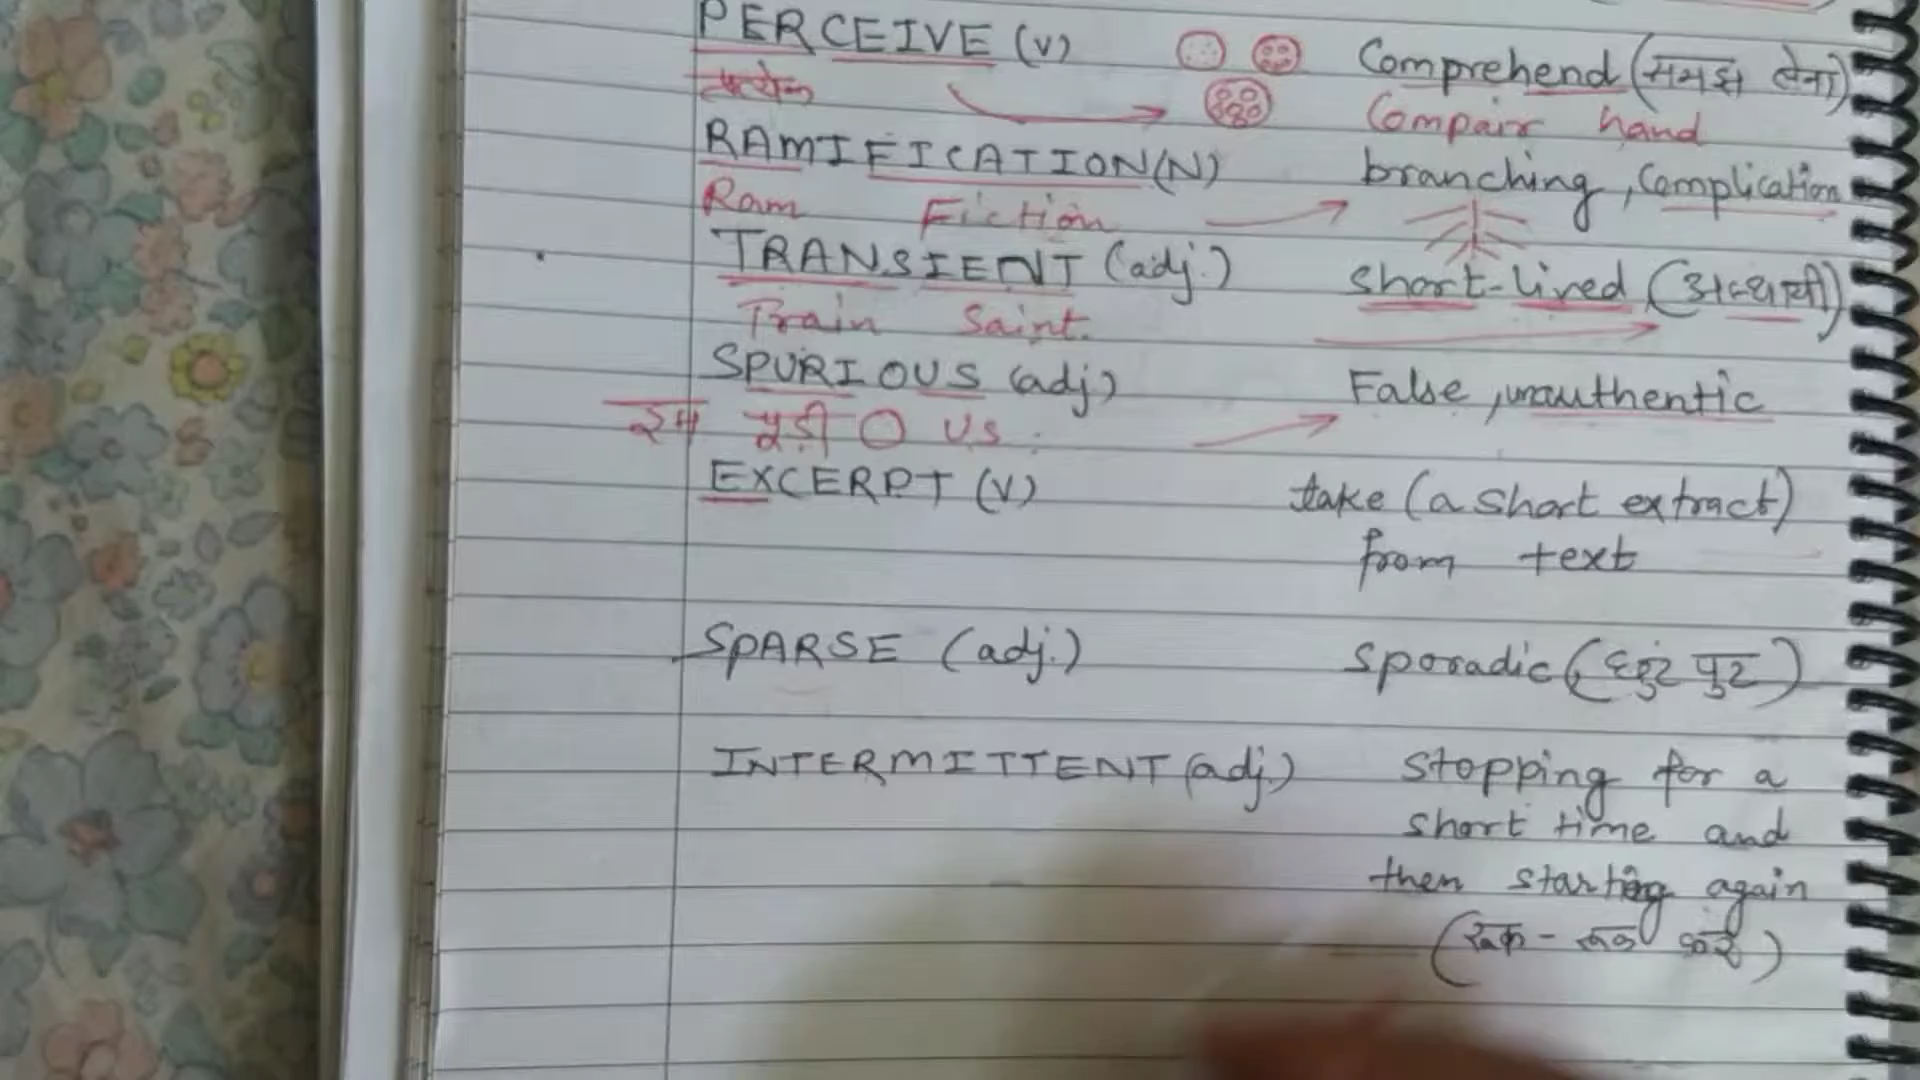 PERCEIVE (V) Comprehend (समझ लेना)
Compair hand
RAMIFICATION(N) branching, Complication
Ram Fiction
TRANSIENT (adj.) short-lived (अस्थायी)
Train Saint.
SPURIOUS (adj) False, unauthentic
इस पूड़ी O US
EXCERPT (V) take (a short extract)
from text
SPARSE (adj.) sporadic (छुट पुट)
INTERMITTENT (adj.) Stopping for a
short time and
then starting again
(रुक - रुक कर)